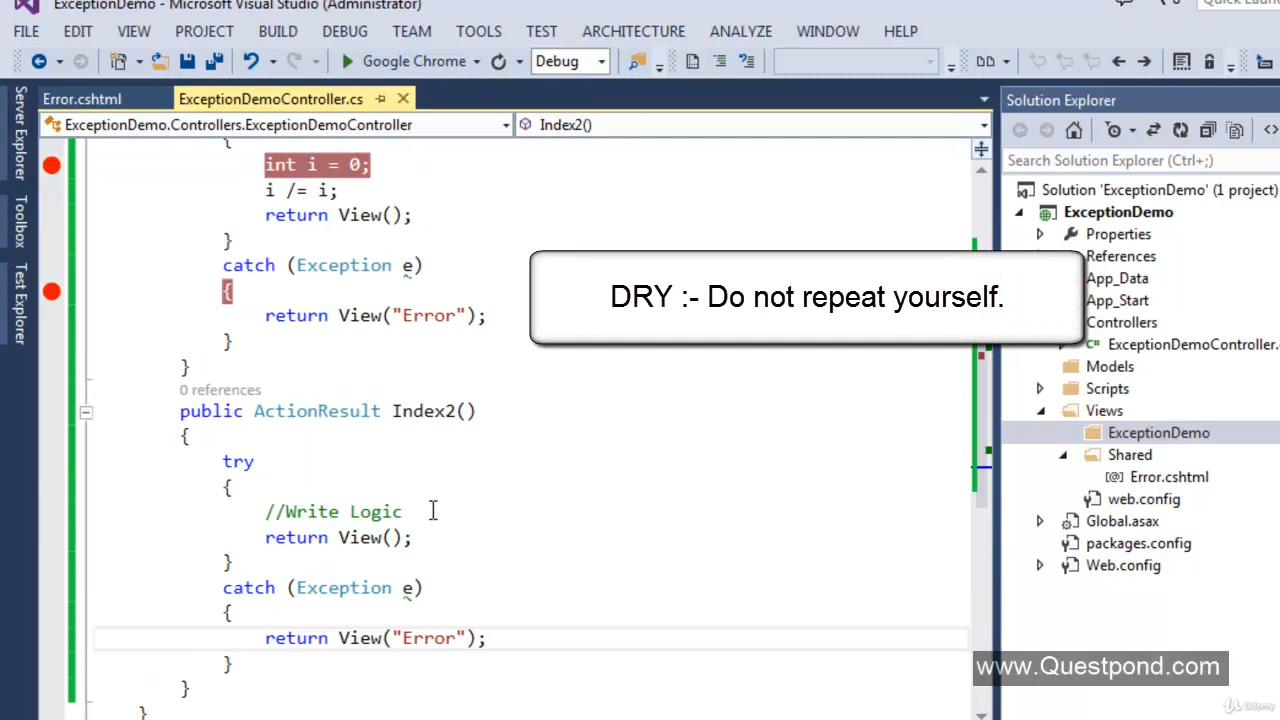 ExceptionDemo - Microsoft Visual Studio (Administrator)
FILE EDIT VIEW PROJECT BUILD DEBUG TEAM TOOLS TEST ARCHITECTURE ANALYZE WINDOW HELP
Google Chrome Debug
Server Explorer
Toolbox
Test Explorer
Error.cshtml ExceptionDemoController.cs
ExceptionDemo.Controllers.ExceptionDemoController Index2()
{
int i = 0;
i /= i;
return View();
}
catch (Exception e)
{
return View("Error");
}
}
0 references
public ActionResult Index2()
{
try
{
//Write Logic
return View();
}
catch (Exception e)
{
return View("Error");
}
}
}
DRY :- Do not repeat yourself.
Solution Explorer
Search Solution Explorer (Ctrl+;)
Solution 'ExceptionDemo' (1 project)
ExceptionDemo
Properties
References
App_Data
App_Start
Controllers
ExceptionDemoController.
Models
Scripts
Views
ExceptionDemo
Shared
Error.cshtml
web.config
Global.asax
packages.config
Web.config
www.Questpond.com
Udemy